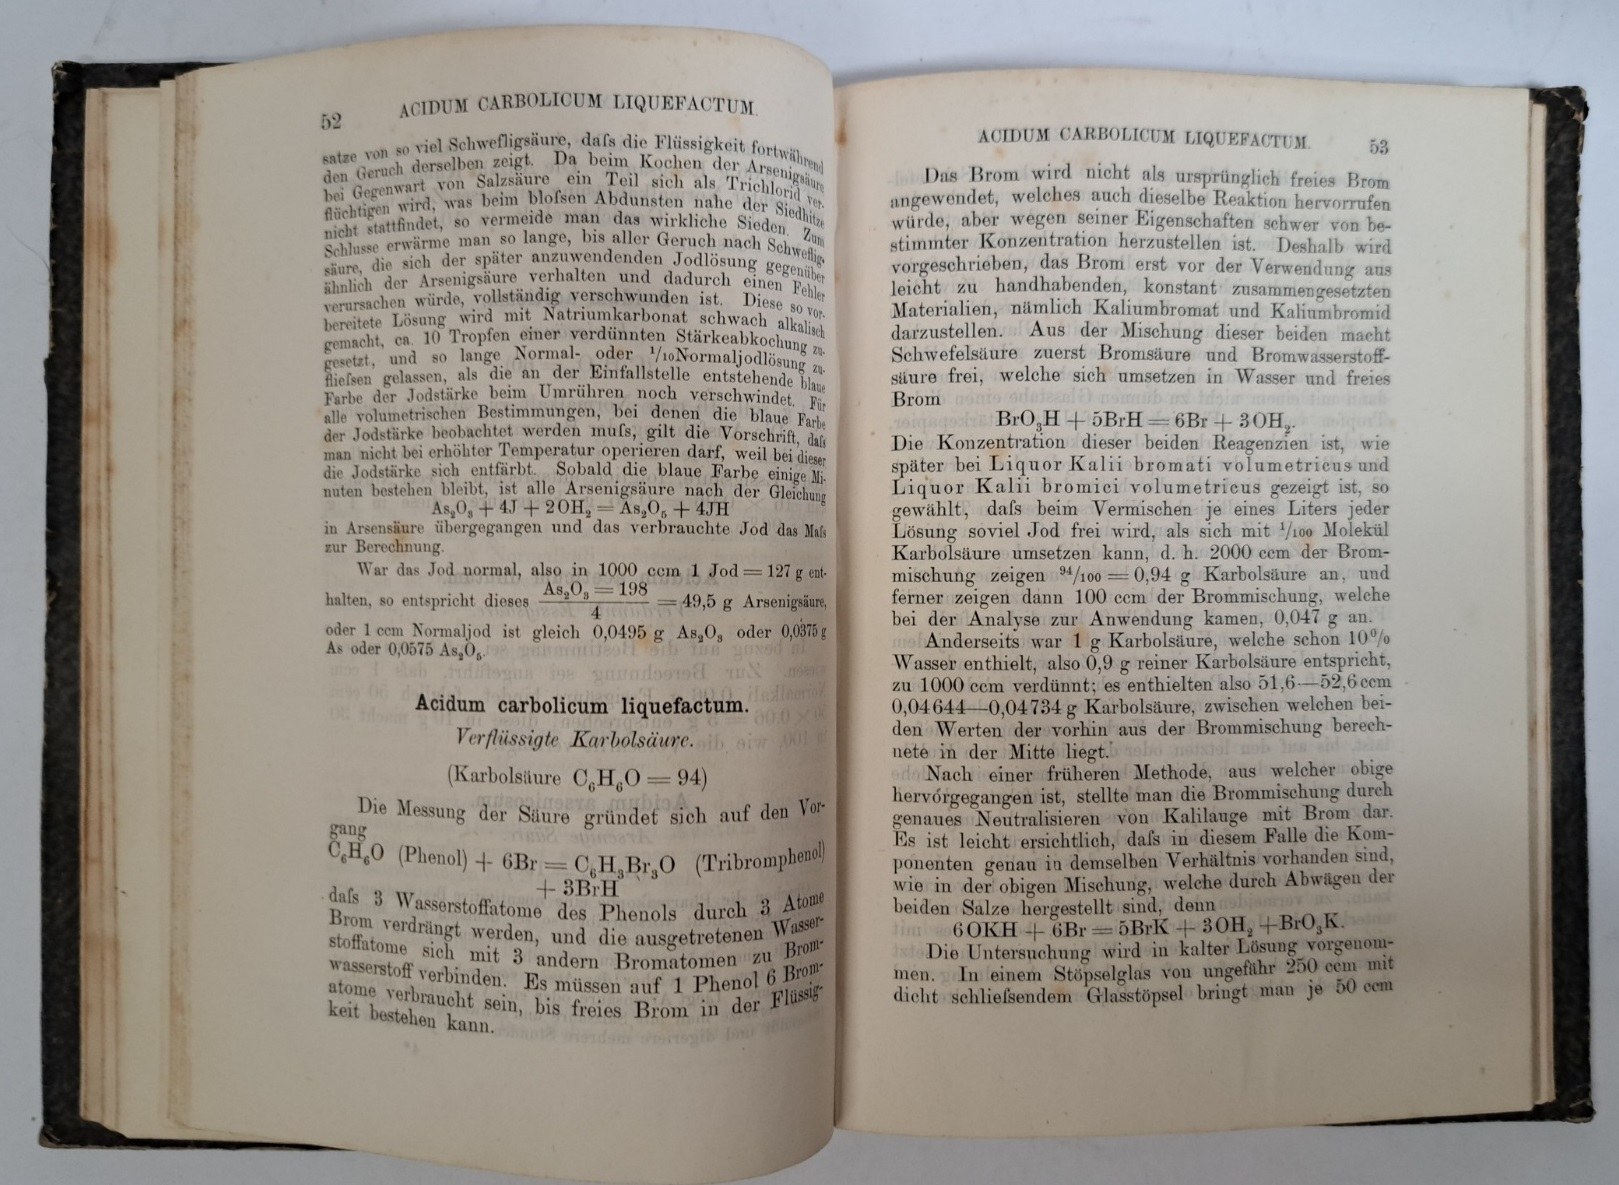 52
ACIDUM CARBOLICUM LIQUEFACTUM.
satze von so viel Schwefligsäure, daſs die Flüssigkeit fortwährend
den Geruch derselben zeigt. Da beim Kochen der Arsenigsäure
bei Gegenwart von Salzsäure ein Teil sich als Trichlorid ver-
flüchtigen wird, was beim bloſsen Abdunsten nahe der Siedhitze
nicht stattfindet, so vermeide man das wirkliche Sieden. Zum
Schlusse erwärme man so lange, bis aller Geruch nach Schweflig-
säure, die sich der später anzuwendenden Jodlösung gegenüber
ähnlich der Arsenigsäure verhalten und dadurch einen Fehler
verursachen würde, vollständig verschwunden ist. Diese so vor-
bereitete Lösung wird mit Natriumkarbonat schwach alkalisch
gemacht, ca. 10 Tropfen einer verdünnten Stärkeabkochung zu-
gesetzt, und so lange Normal- oder 1/10Normaljodlösung zu-
flieſsen gelassen, als die an der Einfallstelle entstehende blaue
Farbe der Jodstärke beim Umrühren noch verschwindet. Für
alle volumetrischen Bestimmungen, bei denen die blaue Farbe
der Jodstärke beobachtet werden muſs, gilt die Vorschrift, daſs
man nicht bei erhöhter Temperatur operieren darf, weil bei dieser
die Jodstärke sich entfärbt. Sobald die blaue Farbe einige Mi-
nuten bestehen bleibt, ist alle Arsenigsäure nach der Gleichung
As₂O₃ + 4J + 2OH₂ = As₂O₅ + 4JH
in Arsensäure übergegangen und das verbrauchte Jod das Maſs
zur Berechnung.
War das Jod normal, also in 1000 ccm 1 Jod = 127 g ent-
halten, so entspricht dieses As₂O₃ = 198 / 4 = 49,5 g Arsenigsäure,
oder 1 ccm Normaljod ist gleich 0,0495 g As₂O₃ oder 0,0375 g
As oder 0,0575 As₂O₅.
Acidum carbolicum liquefactum.
Verflüssigte Karbolsäure.
(Karbolsäure C₆H₆O = 94)
Die Messung der Säure gründet sich auf den Vor-
gang
C₆H₆O (Phenol) + 6Br = C₆H₃Br₃O (Tribromphenol)
+ 3BrH
daſs 3 Wasserstoffatome des Phenols durch 3 Atome
Brom verdrängt werden, und die ausgetretenen Wasser-
stoffatome sich mit 3 andern Bromatomen zu Brom-
wasserstoff verbinden. Es müssen auf 1 Phenol 6 Brom-
atome verbraucht sein, bis freies Brom in der Flüssig-
keit bestehen kann.
ACIDUM CARBOLICUM LIQUEFACTUM.
53
Das Brom wird nicht als ursprünglich freies Brom
angewendet, welches auch dieselbe Reaktion hervorrufen
würde, aber wegen seiner Eigenschaften schwer von be-
stimmter Konzentration herzustellen ist. Deshalb wird
vorgeschrieben, das Brom erst vor der Verwendung aus
leicht zu handhabenden, konstant zusammengesetzten
Materialien, nämlich Kaliumbromat und Kaliumbromid
darzustellen. Aus der Mischung dieser beiden macht
Schwefelsäure zuerst Bromsäure und Bromwasserstoff-
säure frei, welche sich umsetzen in Wasser und freies
Brom
BrO₃H + 5BrH = 6Br + 3OH₂.
Die Konzentration dieser beiden Reagenzien ist, wie
später bei Liquor Kalii bromati volumetricus und
Liquor Kalii bromici volumetricus gezeigt ist, so
gewählt, daſs beim Vermischen je eines Liters jeder
Lösung soviel Jod frei wird, als sich mit 1/100 Molekül
Karbolsäure umsetzen kann, d. h. 2000 ccm der Brom-
mischung zeigen 94/100 = 0,94 g Karbolsäure an, und
ferner zeigen dann 100 ccm der Brommischung, welche
bei der Analyse zur Anwendung kamen, 0,047 g an.
Anderseits war 1 g Karbolsäure, welche schon 10%
Wasser enthielt, also 0,9 g reiner Karbolsäure entspricht,
zu 1000 ccm verdünnt; es enthielten also 51,6—52,6 ccm
0,04644—0,04734 g Karbolsäure, zwischen welchen bei-
den Werten der vorhin aus der Brommischung berech-
nete in der Mitte liegt.
Nach einer früheren Methode, aus welcher obige
hervorgegangen ist, stellte man die Brommischung durch
genaues Neutralisieren von Kalilauge mit Brom dar.
Es ist leicht ersichtlich, daſs in diesem Falle die Kom-
ponenten genau in demselben Verhältnis vorhanden sind,
wie in der obigen Mischung, welche durch Abwägen der
beiden Salze hergestellt sind, denn
6OKH + 6Br = 5BrK + 3OH₂ + BrO₃K.
Die Untersuchung wird in kalter Lösung vorgenom-
men. In einem Stöpselglas von ungefähr 250 ccm mit
dicht schlieſsendem Glasstöpsel bringt man je 50 ccm